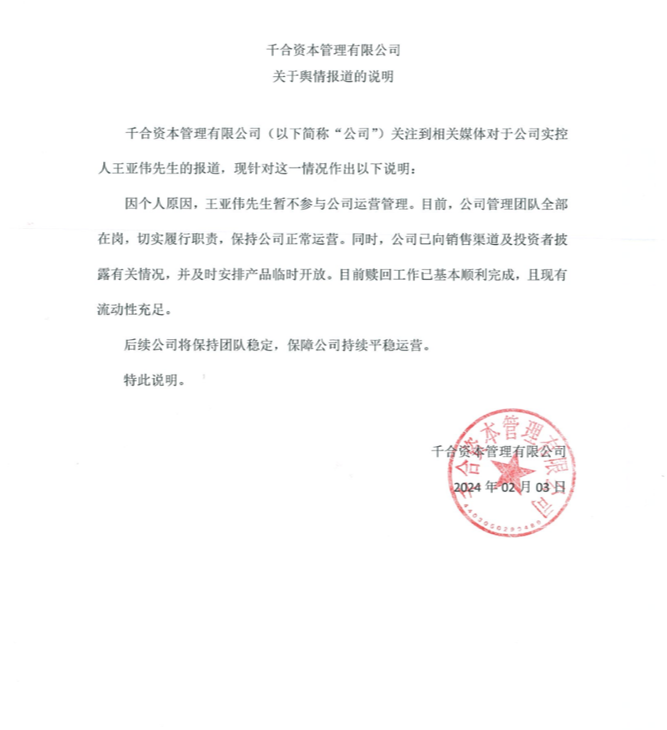 千合资本管理有限公司
关于舆情报道的说明
千合资本管理有限公司（以下简称“公司”）关注到相关媒体对于公司实控
人王亚伟先生的报道，现针对这一情况作出以下说明：
因个人原因，王亚伟先生暂不参与公司运营管理。目前，公司管理团队全部
在岗，切实履行职责，保持公司正常运营。同时，公司已向销售渠道及投资者披
露有关情况，并及时安排产品临时开放。目前赎回工作已基本顺利完成，且现有
流动性充足。
后续公司将保持团队稳定，保障公司持续平稳运营。
特此说明。
千合资本管理有限公司
2024 年 02 月 03 日
千合资本管理有限公司